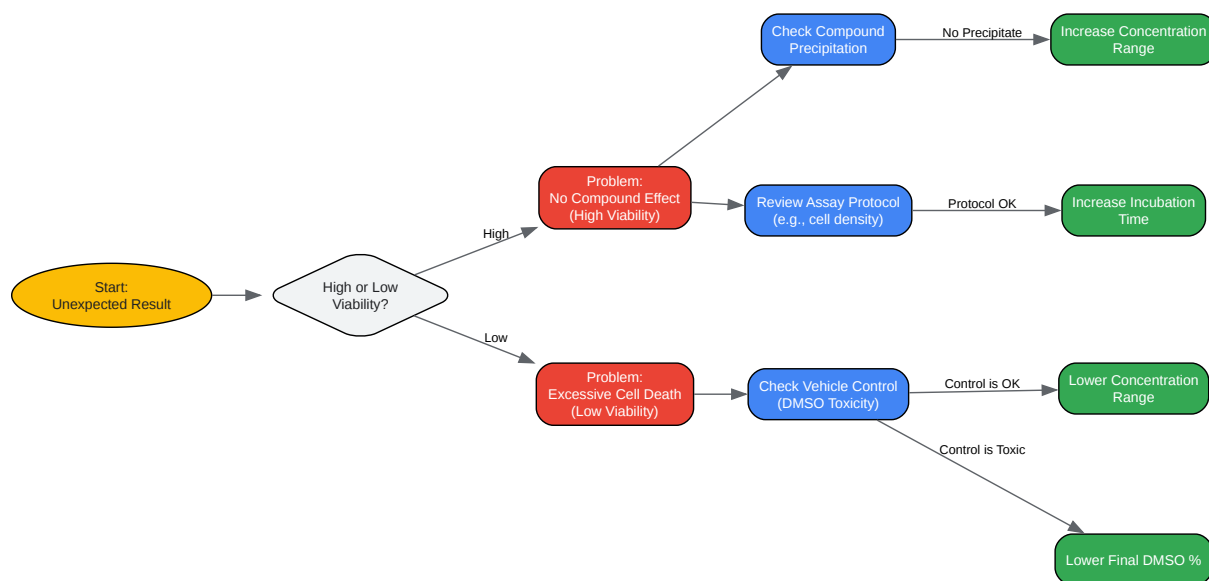 Start:
Unexpected Result
High or Low
Viability?
High
Low
Problem:
No Compound Effect
(High Viability)
Problem:
Excessive Cell Death
(Low Viability)
Check Compound
Precipitation
No Precipitate
Increase Concentration
Range
Review Assay Protocol
(e.g., cell density)
Protocol OK
Increase Incubation
Time
Check Vehicle Control
(DMSO Toxicity)
Control is OK
Lower Concentration
Range
Control is Toxic
Lower Final DMSO %